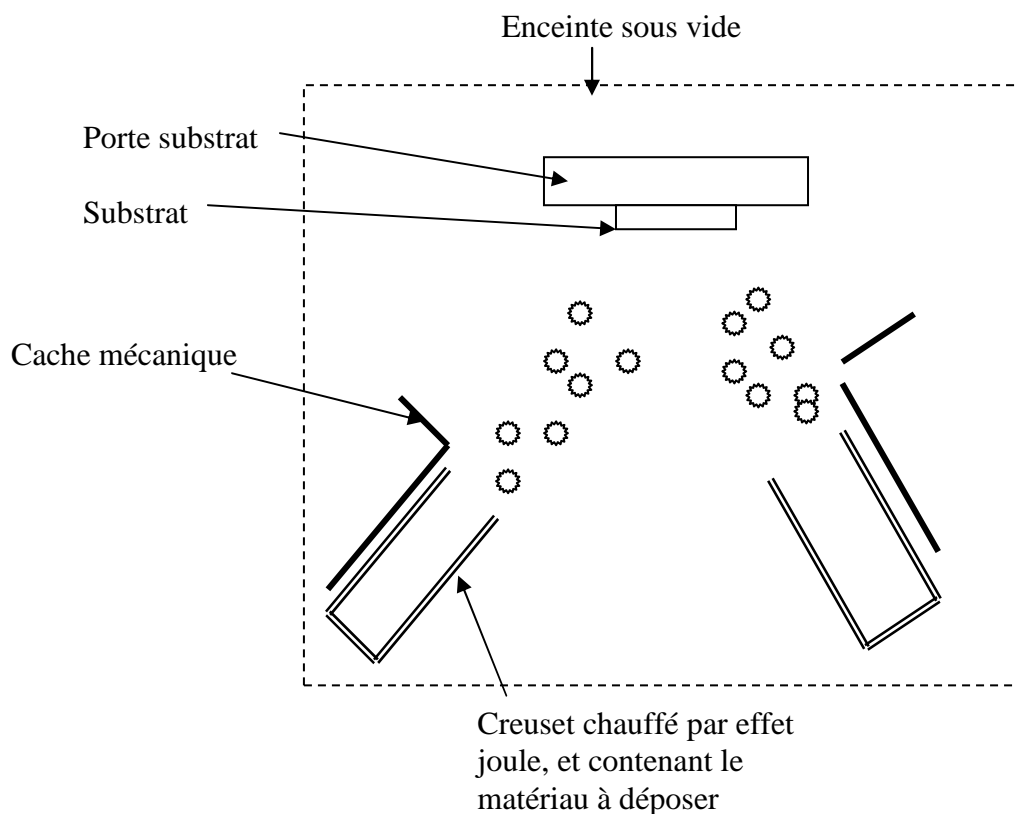 Enceinte sous vide
Porte substrat
Substrat
Cache mécanique
Creuset chauffé par effet
joule, et contenant le
matériau à déposer